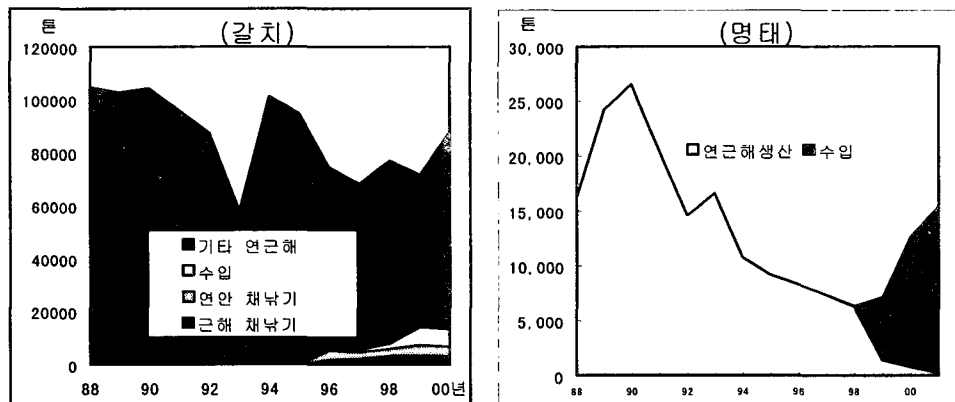 톤
(갈치)
120000
100000
80000
60000
40000
20000
0
■기타 연근해
□수입
▩연안 채낚기
■근해 채낚기
88 90 92 94 96 98 00년
톤
(명태)
30,000
25,000
20,000
15,000
10,000
5,000
0
□연근해생산 ■수입
88 90 92 94 96 98 00